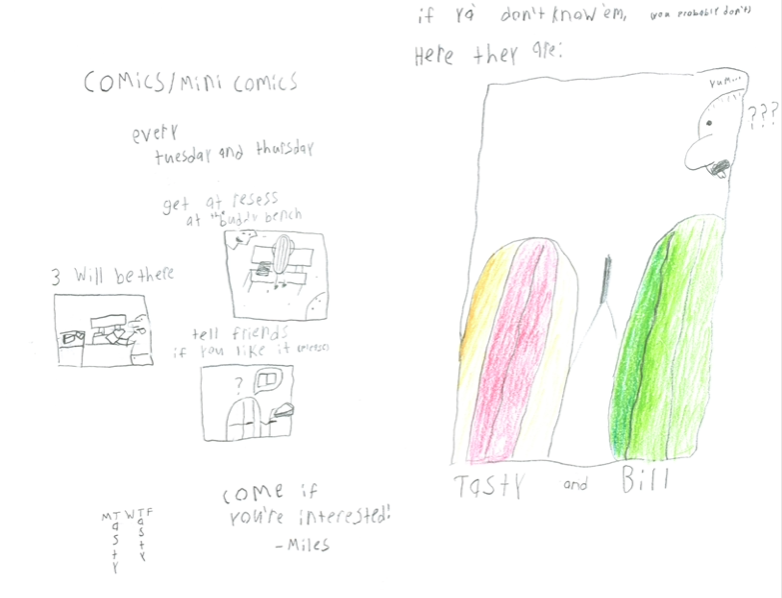 COMICS/MINI COMICS
every
tuesday and thursday
get at resess
at the buddy bench
3 Will be there
tell friends
if you like it
?
M T W T F
a a
s s
t t
y y
come if
you're interested!
-Miles
if ya don't know 'em, (you probablE don't)
Here they are:
yum...
???
Tasty and Bill